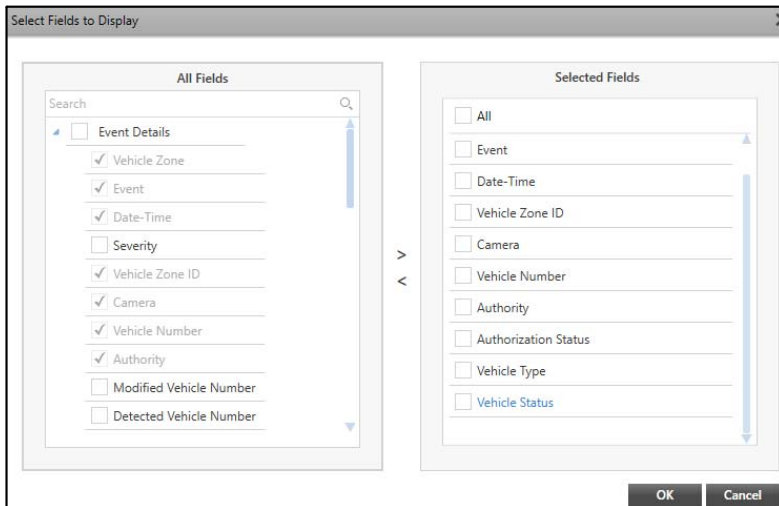 Select Fields to Display
All Fields
Search
Event Details
Vehicle Zone
Event
Date-Time
Severity
Vehicle Zone ID
Camera
Vehicle Number
Authority
Modified Vehicle Number
Detected Vehicle Number
>
<
Selected Fields
All
Event
Date-Time
Vehicle Zone ID
Camera
Vehicle Number
Authority
Authorization Status
Vehicle Type
Vehicle Status
OK Cancel